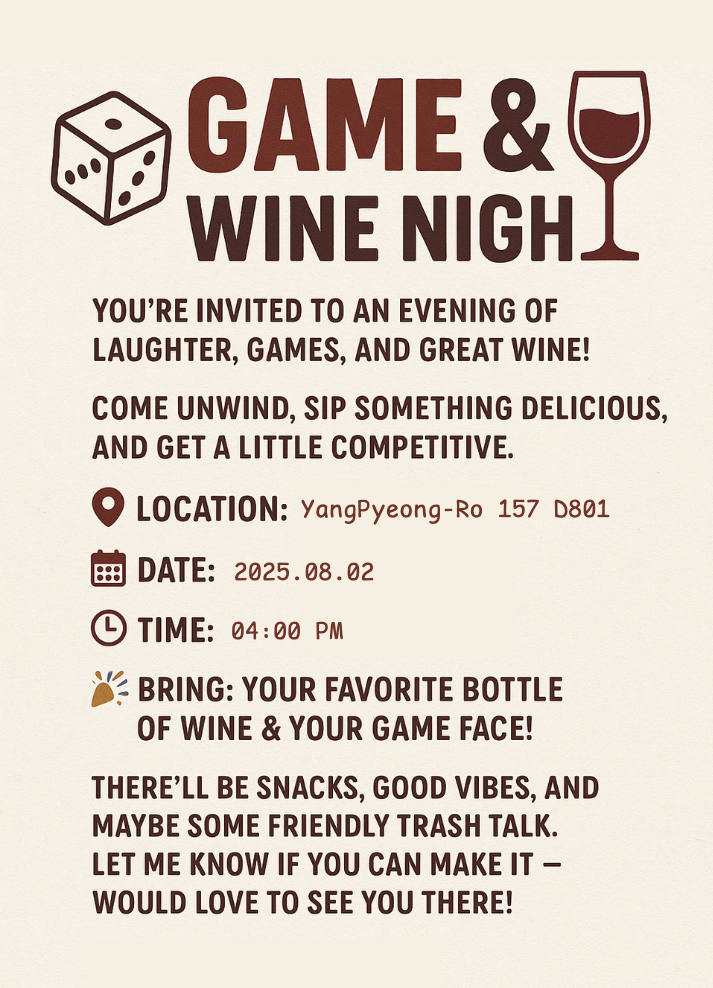 GAME &
WINE NIGH
YOU’RE INVITED TO AN EVENING OF
LAUGHTER, GAMES, AND GREAT WINE!
COME UNWIND, SIP SOMETHING DELICIOUS,
AND GET A LITTLE COMPETITIVE.
LOCATION: YangPyeong-Ro 157 D801
DATE: 2025.08.02
TIME: 04:00 PM
BRING: YOUR FAVORITE BOTTLE
OF WINE & YOUR GAME FACE!
THERE’LL BE SNACKS, GOOD VIBES, AND
MAYBE SOME FRIENDLY TRASH TALK.
LET ME KNOW IF YOU CAN MAKE IT –
WOULD LOVE TO SEE YOU THERE!